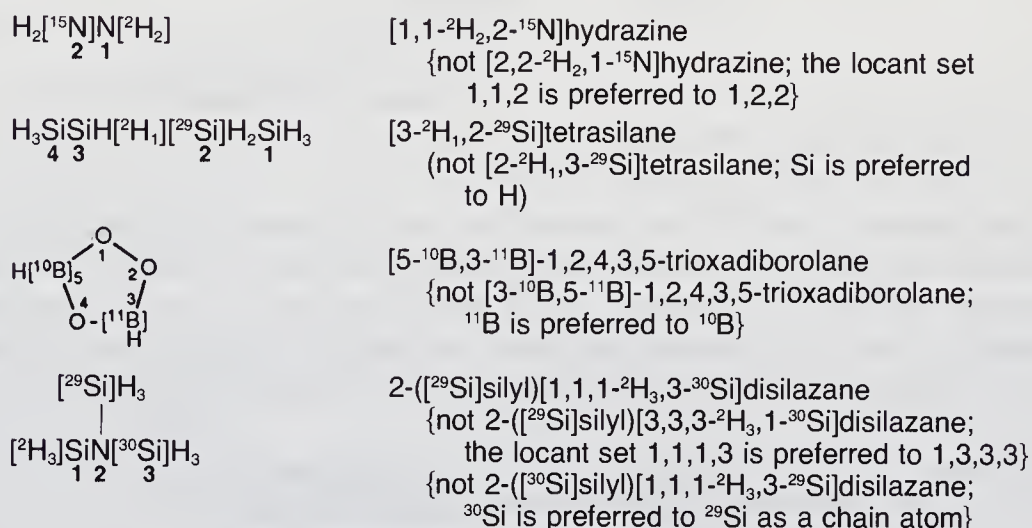 H₂[¹⁵N]N[²H₂]
2 1
[1,1-²H₂,2-¹⁵N]hydrazine
{not [2,2-²H₂,1-¹⁵N]hydrazine; the locant set
1,1,2 is preferred to 1,2,2}
H₃SiSiH[²H₁][²⁹Si]H₂SiH₃
4 3 2 1
[3-²H₁,2-²⁹Si]tetrasilane
(not [2-²H₁,3-²⁹Si]tetrasilane; Si is preferred
to H)
O
1
H[¹⁰B]5 2 O
4 3
O-[¹¹B]
H
[5-¹⁰B,3-¹¹B]-1,2,4,3,5-trioxadiborolane
{not [3-¹⁰B,5-¹¹B]-1,2,4,3,5-trioxadiborolane;
¹¹B is preferred to ¹⁰B}
[²⁹Si]H₃
[²H₃]SiN[³⁰Si]H₃
1 2 3
2-([²⁹Si]silyl)[1,1,1-²H₃,3-³⁰Si]disilazane
{not 2-([²⁹Si]silyl)[3,3,3-²H₃,1-³⁰Si]disilazane;
the locant set 1,1,1,3 is preferred to 1,3,3,3}
{not 2-([³⁰Si]silyl)[1,1,1-²H₃,3-²⁹Si]disilazane;
³⁰Si is preferred to ²⁹Si as a chain atom}